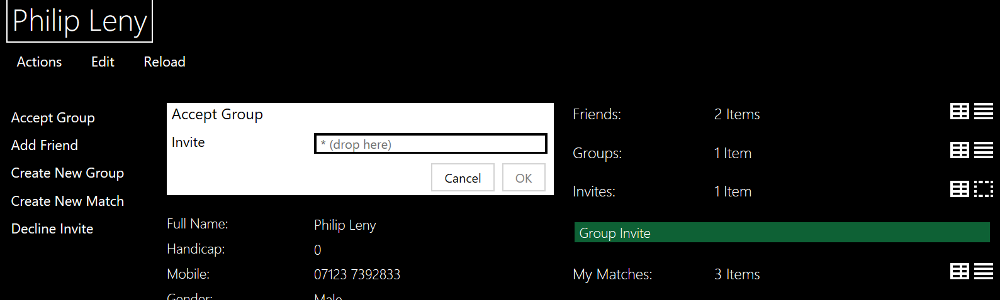 Philip Leny
Actions Edit Reload
Accept Group
Add Friend
Create New Group
Create New Match
Decline Invite
Accept Group
Invite * (drop here)
Cancel OK
Full Name: Philip Leny
Handicap: 0
Mobile: 07123 7392833
Gender: Male
Friends: 2 Items
Groups: 1 Item
Invites: 1 Item
Group Invite
My Matches: 3 Items